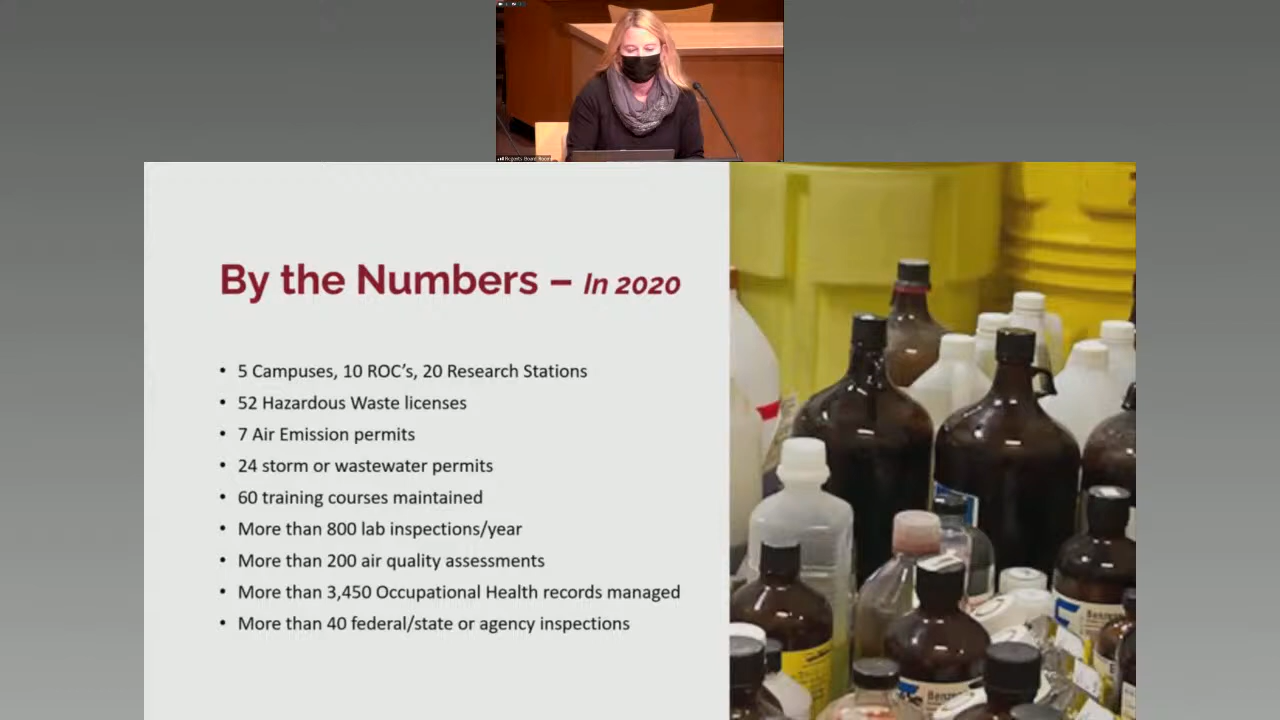 Regents Board Room
By the Numbers – In 2020
• 5 Campuses, 10 ROC’s, 20 Research Stations
• 52 Hazardous Waste licenses
• 7 Air Emission permits
• 24 storm or wastewater permits
• 60 training courses maintained
• More than 800 lab inspections/year
• More than 200 air quality assessments
• More than 3,450 Occupational Health records managed
• More than 40 federal/state or agency inspections